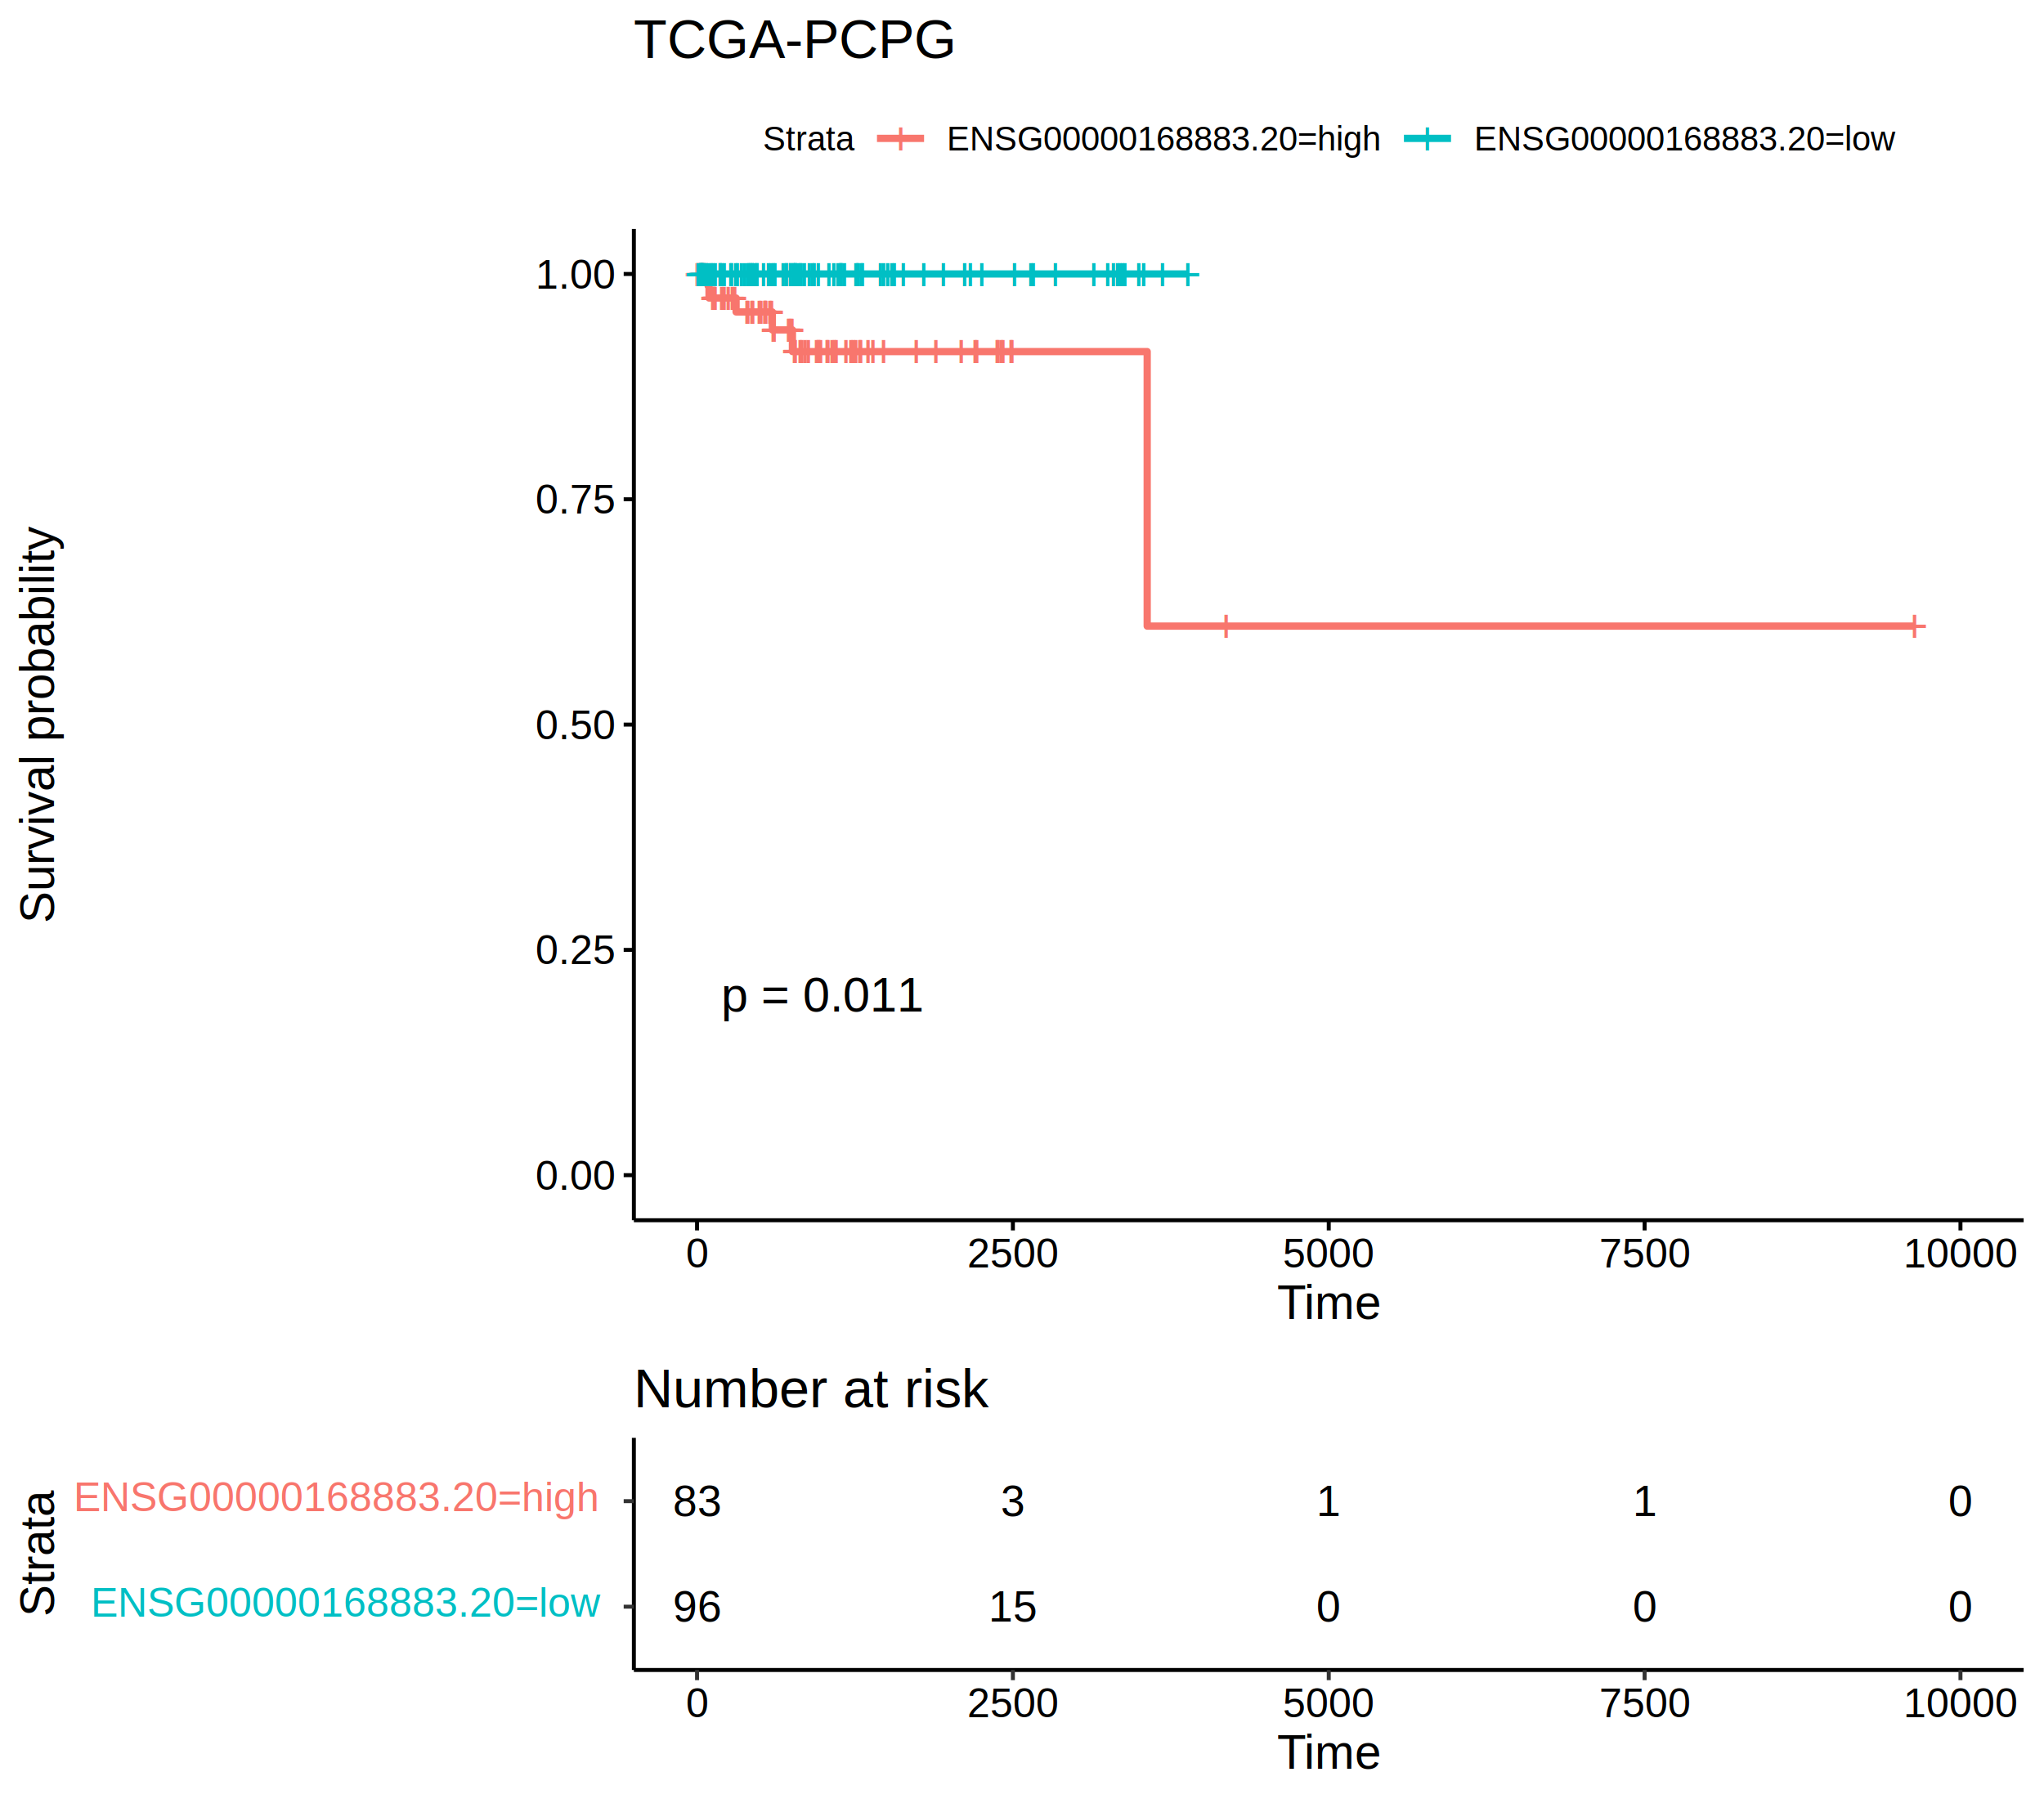 TCGA-PCPG
Strata ENSG00000168883.20=high ENSG00000168883.20=low
Survival probability
1.00
0.75
0.50
0.25
0.00
p = 0.011
0 2500 5000 7500 10000
Time
Number at risk
Strata
ENSG00000168883.20=high 83 3 1 1 0
ENSG00000168883.20=low 96 15 0 0 0
0 2500 5000 7500 10000
Time